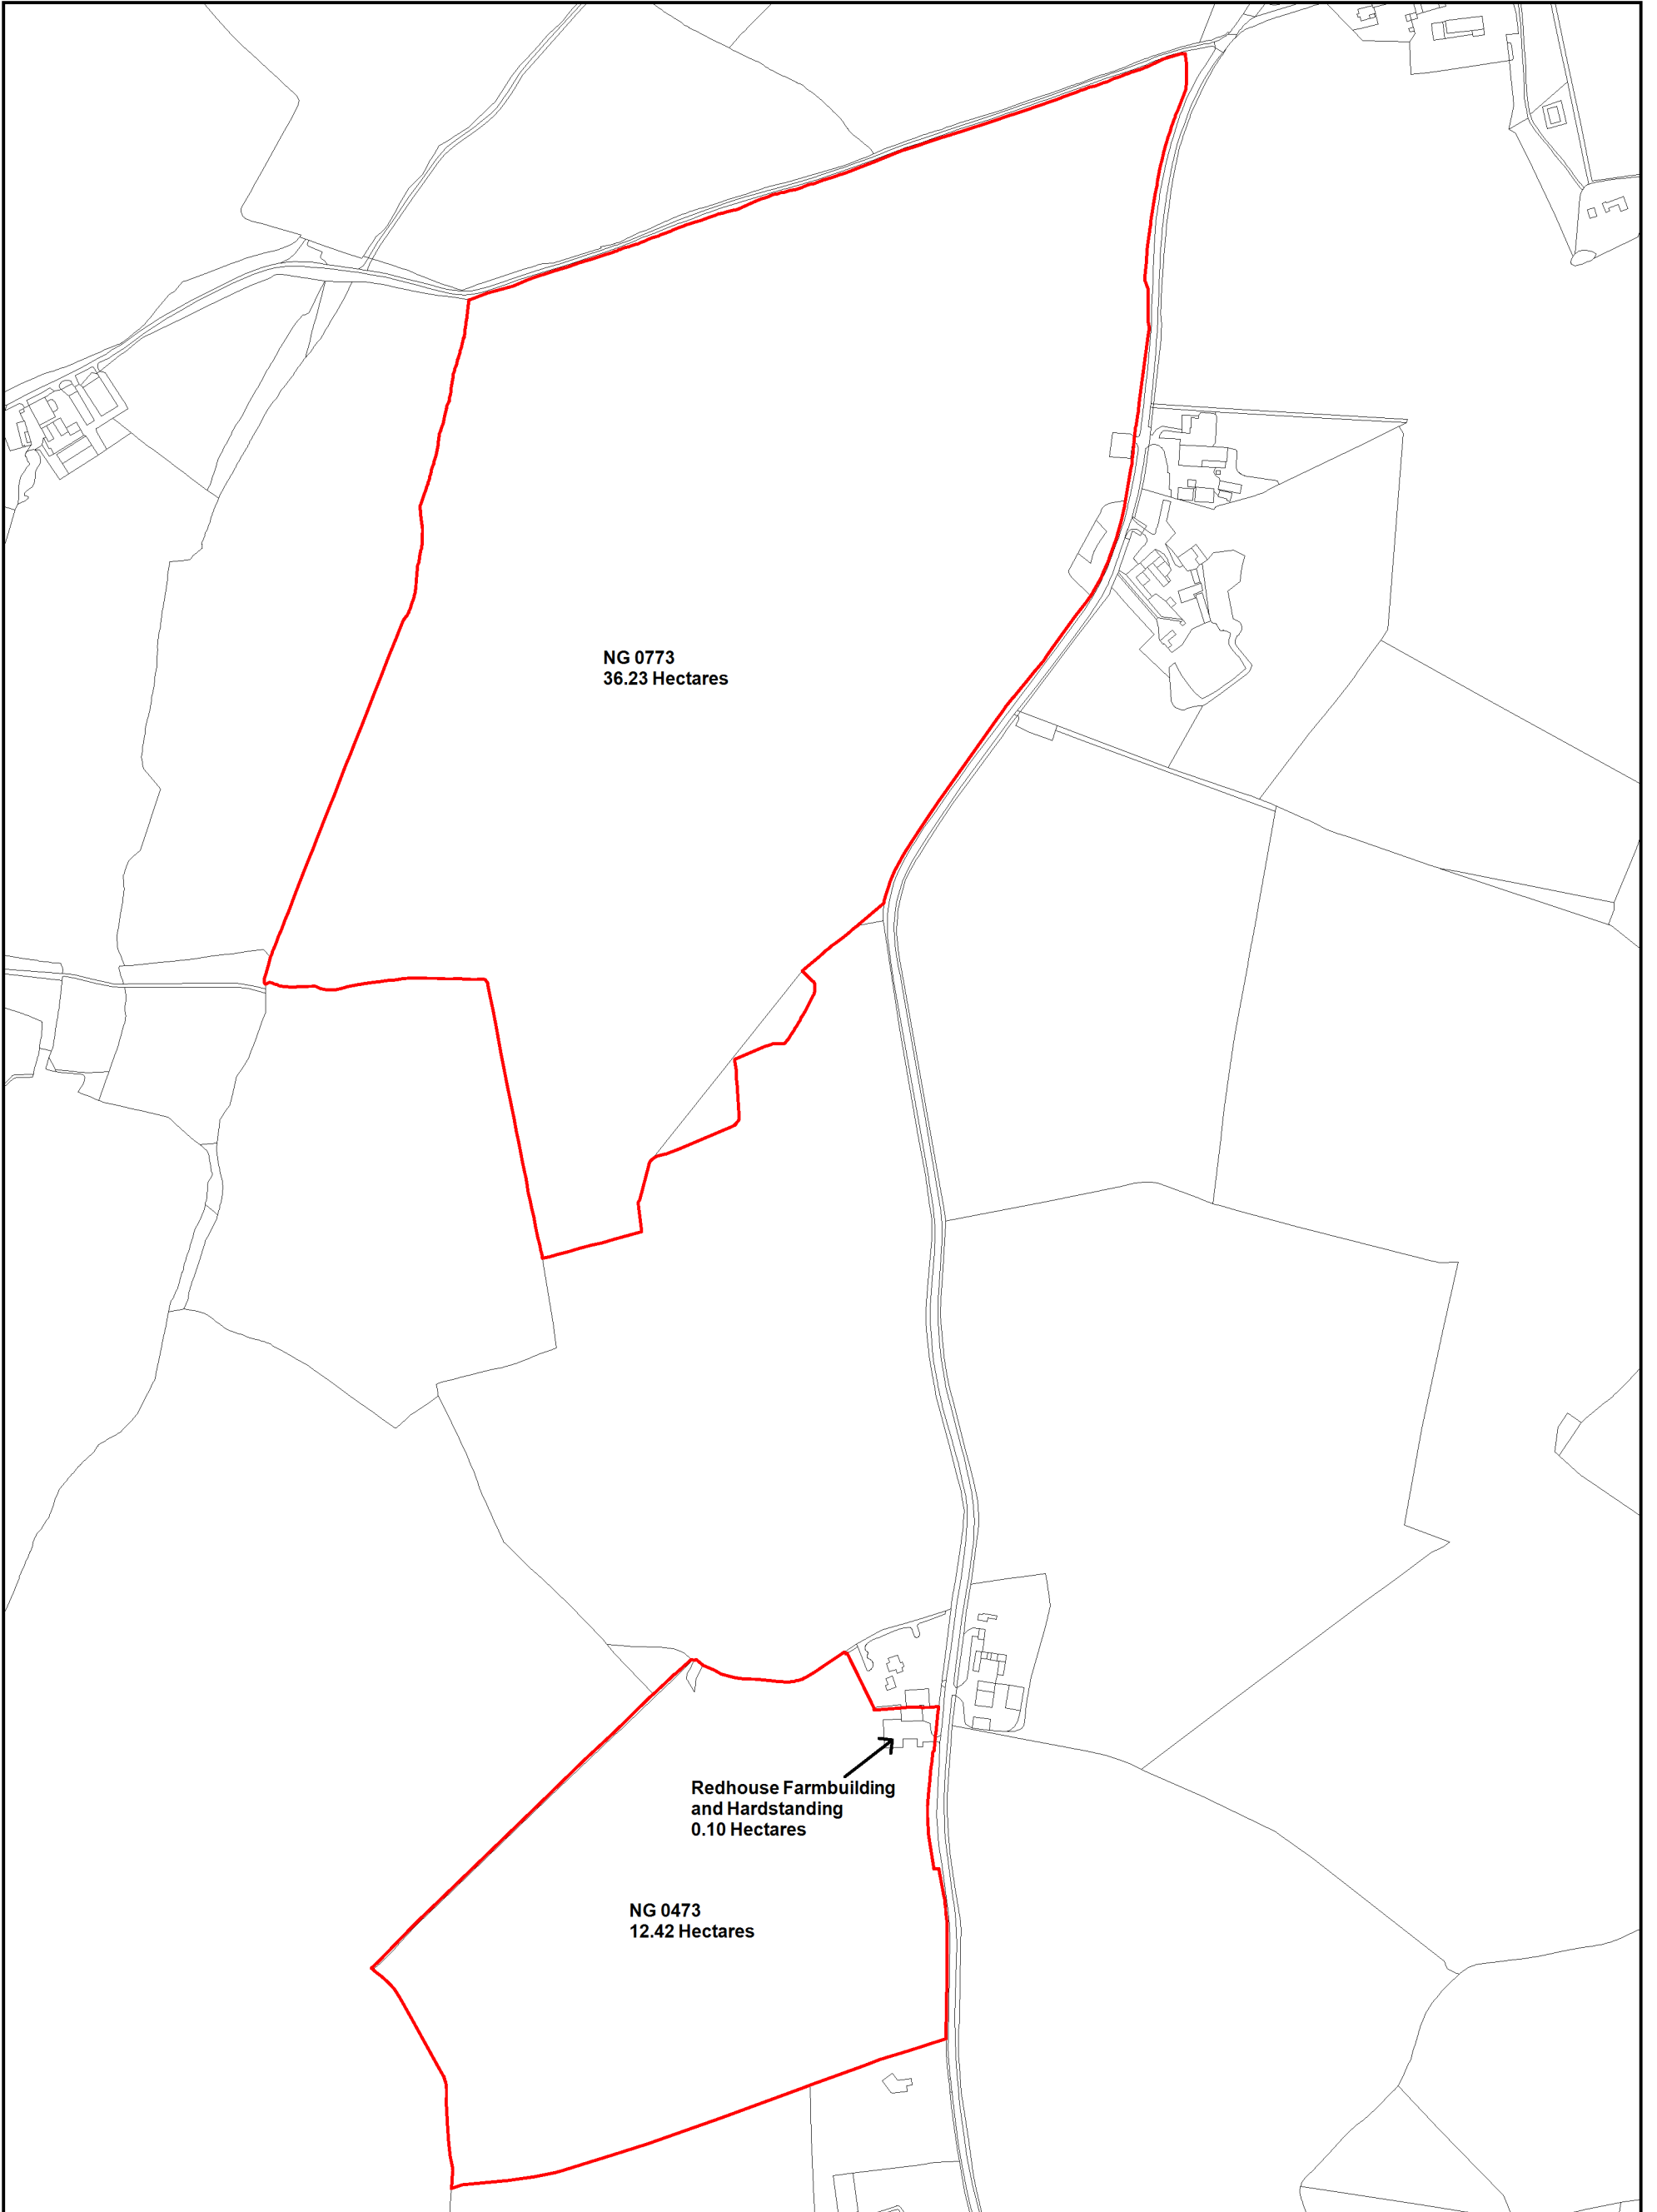 NG 0773
36.23 Hectares
Redhouse Farmbuilding
and Hardstanding
0.10 Hectares
NG 0473
12.42 Hectares